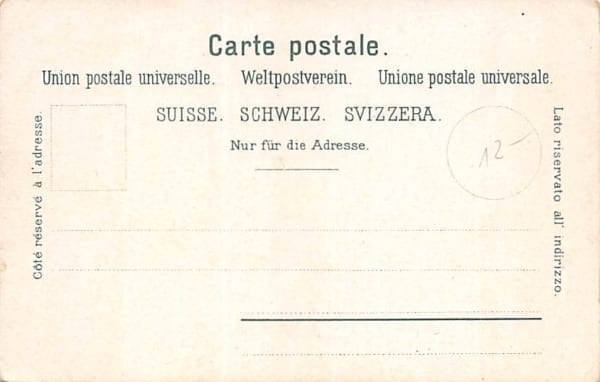 Carte postale.
Union postale universelle. Weltpostverein. Unione postale universale.
SUISSE. SCHWEIZ. SVIZZERA.
Nur für die Adresse.
Côté réservé à l'adresse.
Lato riservato all' indirizzo.
12-